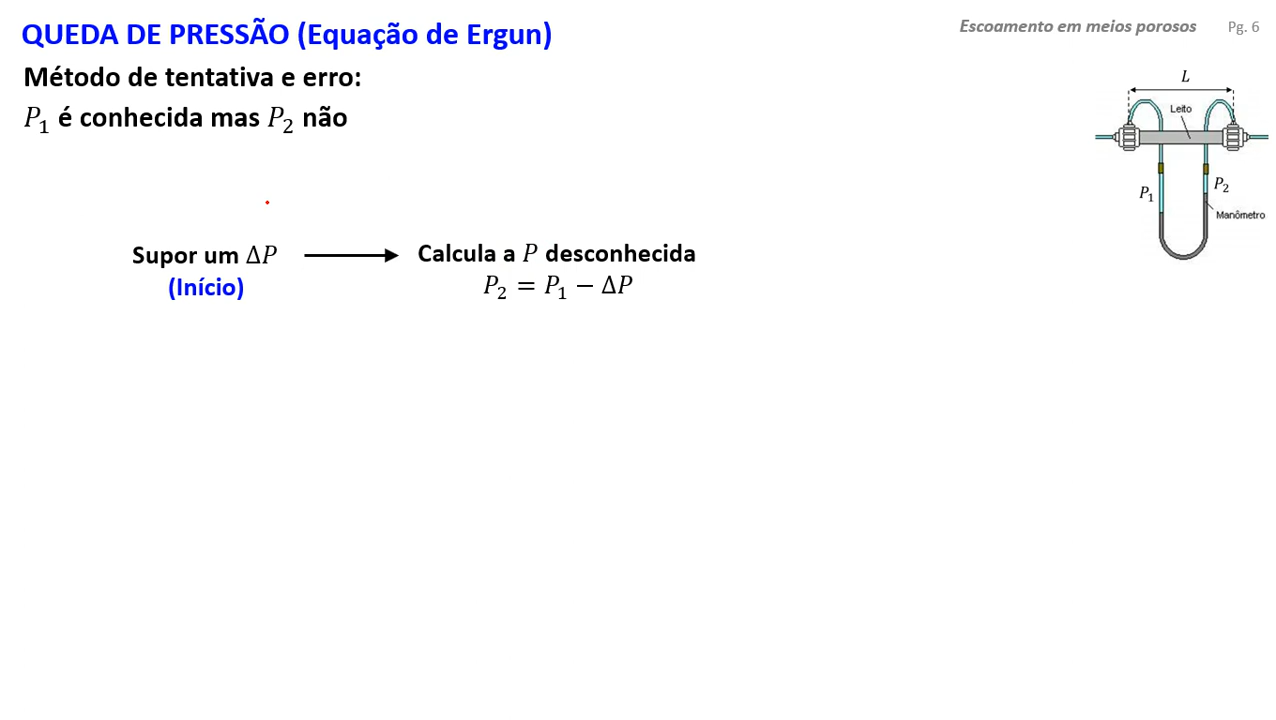 QUEDA DE PRESSÃO (Equação de Ergun)
Escoamento em meios porosos Pg. 6
Método de tentativa e erro:
P₁ é conhecida mas P₂ não
L
Leito
P₁
P₂
Manômetro
Supor um ΔP
(Início)
Calcula a P desconhecida
P₂ = P₁ − ΔP